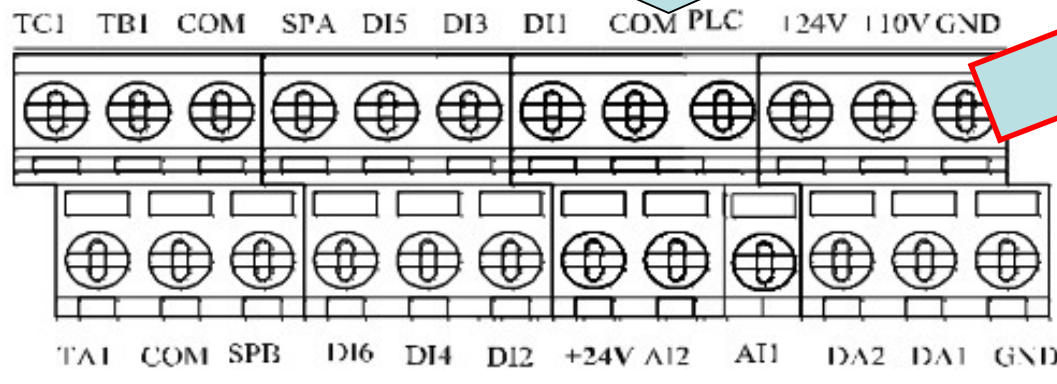 TC1 TB1 COM SPA DI5 DI3 DI1 COM PLC +24V +10V GND
TA1 COM SPB DI6 DI4 DI2 +24V AI2 AI1 DA2 DA1 GND